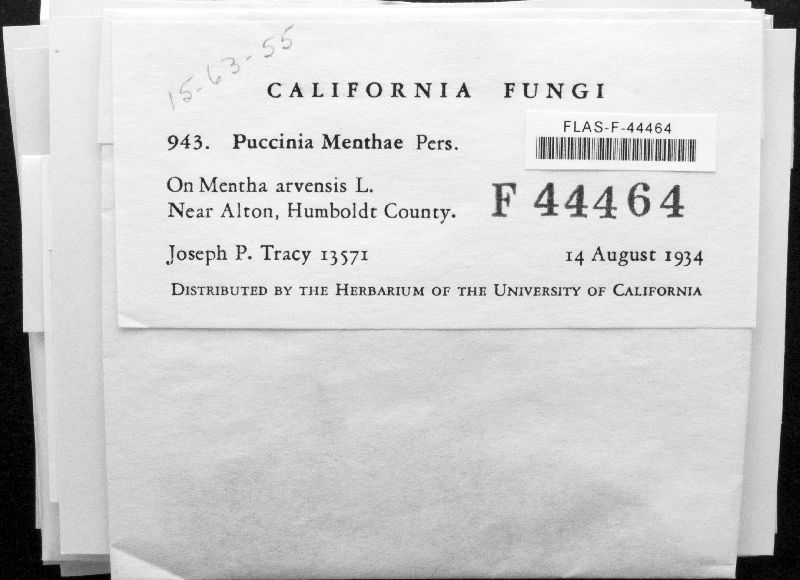 15-63-55
CALIFORNIA FUNGI
FLAS-F-44464
943. Puccinia Menthae Pers.
On Mentha arvensis L.
Near Alton, Humboldt County.
F 44464
Joseph P. Tracy 13571 14 August 1934
DISTRIBUTED BY THE HERBARIUM OF THE UNIVERSITY OF CALIFORNIA